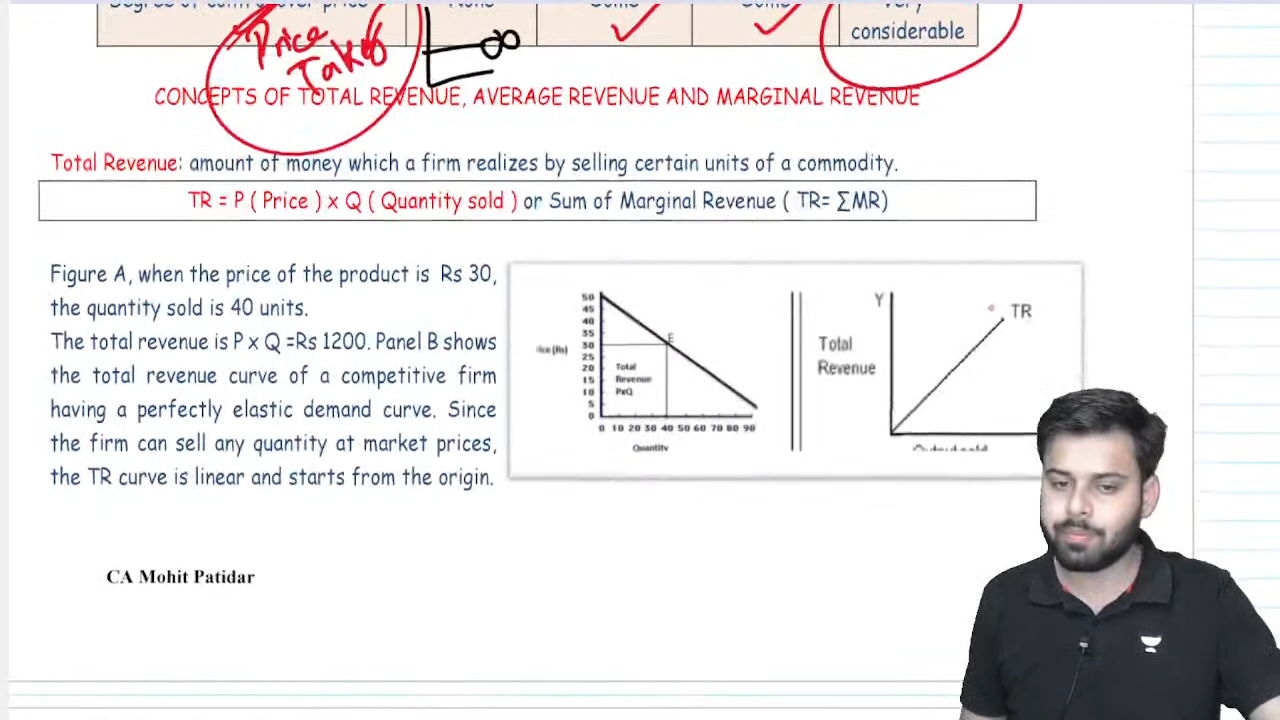 None
very
considerable
Price
Taker
CONCEPTS OF TOTAL REVENUE, AVERAGE REVENUE AND MARGINAL REVENUE
Total Revenue: amount of money which a firm realizes by selling certain units of a commodity.
TR = P ( Price ) x Q ( Quantity sold ) or Sum of Marginal Revenue ( TR= ∑MR)
Figure A, when the price of the product is Rs 30,
the quantity sold is 40 units.
The total revenue is P x Q =Rs 1200. Panel B shows
the total revenue curve of a competitive firm
having a perfectly elastic demand curve. Since
the firm can sell any quantity at market prices,
the TR curve is linear and starts from the origin.
50
45
40
35
30
25
20
15
10
5
0
E
Total
Revenue
PxQ
0 10 20 30 40 50 60 70 80 90
Quantity
Y
TR
Total
Revenue
CA Mohit Patidar